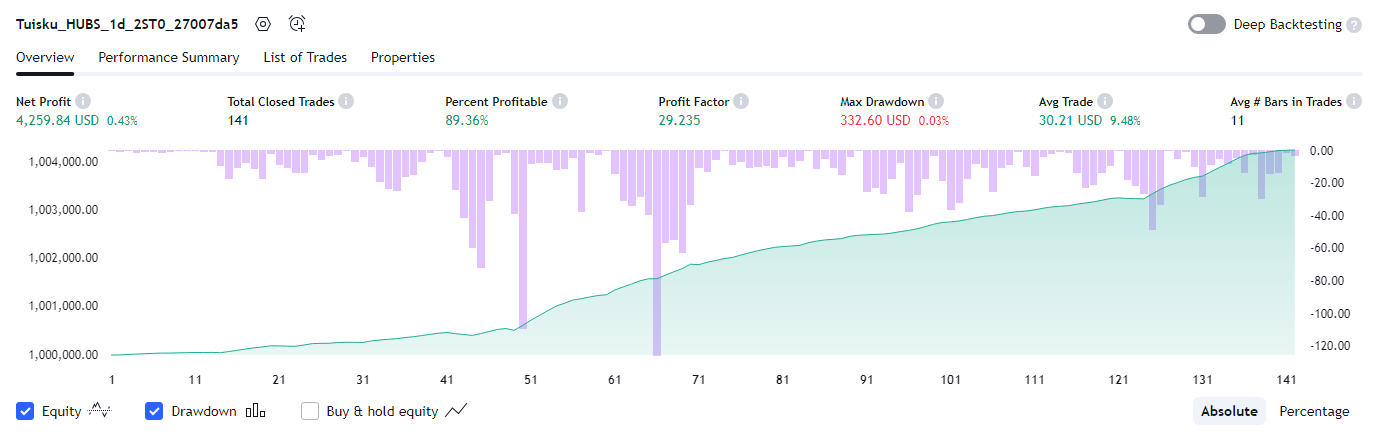 Tuisku_HUBS_1d_2ST0_27007da5
Deep Backtesting ?
Overview Performance Summary List of Trades Properties
Net Profit Total Closed Trades Percent Profitable Profit Factor Max Drawdown Avg Trade Avg # Bars in Trades
4,259.84 USD 0.43% 141 89.36% 29.235 332.60 USD 0.03% 30.21 USD 9.48% 11
1,004,000.00 0.00
1,003,000.00 -20.00
1,002,000.00 -40.00
1,001,000.00 -60.00
1,000,000.00 -80.00
-100.00
-120.00
1 11 21 31 41 51 61 71 81 91 101 111 121 131 141
Equity Drawdown Buy & hold equity Absolute Percentage